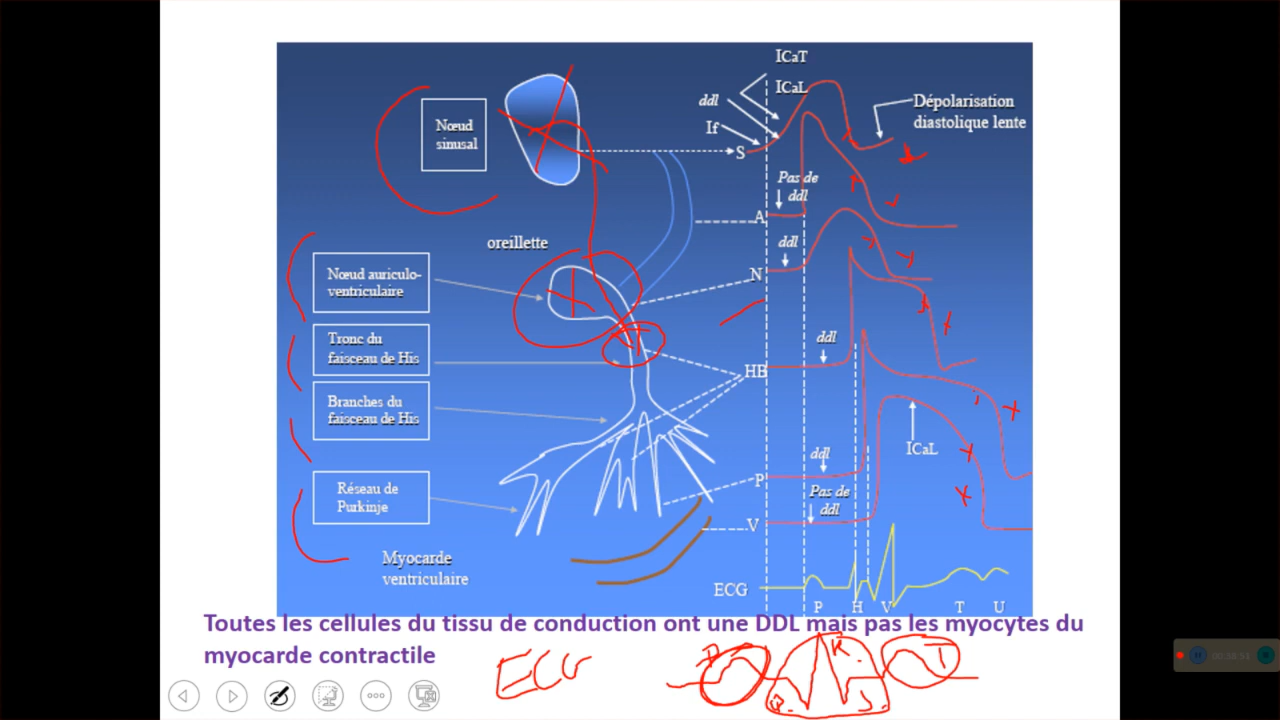 ICaT
ICaL
ddl
If
S
Dépolarisation
diastolique lente
Nœud
sinusal
Pas de
ddl
A
oreillette
ddl
N
Nœud auriculo-
ventriculaire
Tronc du
faisceau de His
ddl
HB
Branches du
faisceau de His
ICaL
ddl
P
Réseau de
Purkinje
Pas de
ddl
V
Myocarde
ventriculaire
ECG
P H V T U
Toutes les cellules du tissu de conduction ont une DDL mais pas les myocytes du
myocarde contractile
ECG
P R T
Q S